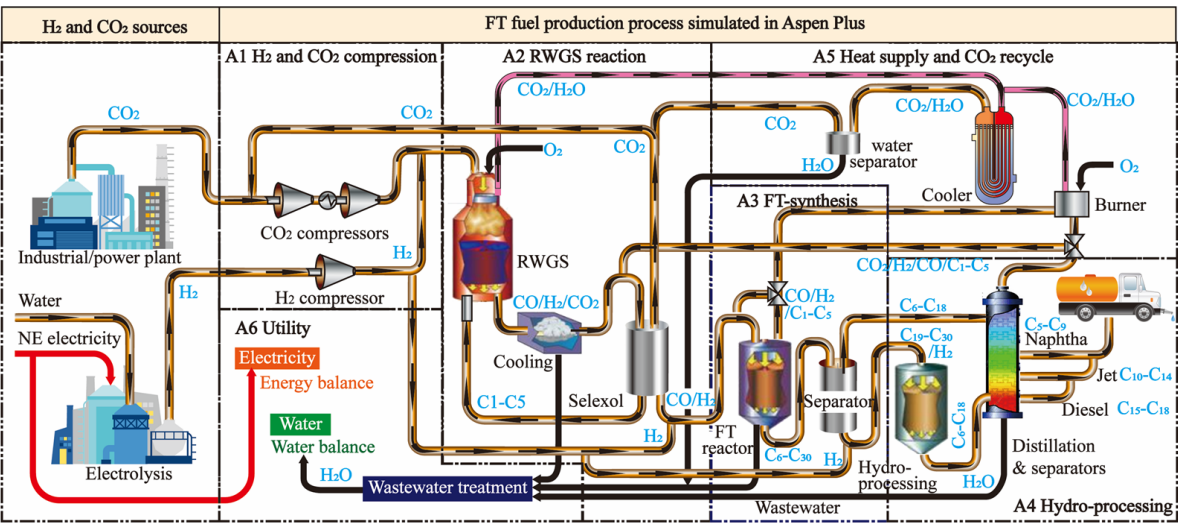 H₂ and CO₂ sources
FT fuel production process simulated in Aspen Plus
A1 H₂ and CO₂ compression
A2 RWGS reaction
A5 Heat supply and CO₂ recycle
CO₂
CO₂
CO₂/H₂O
CO₂
CO₂/H₂O
CO₂/H₂O
CO₂
O₂
H₂O
water
separator
O₂
Cooler
Burner
A3 FT-synthesis
CO₂ compressors
Industrial/power plant
H₂
RWGS
CO₂/H₂/CO/C₁-C₅
H₂
H₂ compressor
CO/H₂/CO₂
CO/H₂
/C₁-C₅
Water
NE electricity
A6 Utility
Electricity
Energy balance
Cooling
C₆-C₁₈
C₅-C₉
Naphtha
C₁₉-C₃₀
/H₂
Jet
C₁₀-C₁₄
C1-C5
Selexol
CO/H₂
Separator
Diesel
C₁₅-C₁₈
Water
Water balance
H₂
FT
reactor
C₆-C₃₀
H₂
C₆-C₁₈
Distillation
& separators
Electrolysis
H₂O
Wastewater treatment
Hydro-
processing
H₂O
Wastewater
A4 Hydro-processing